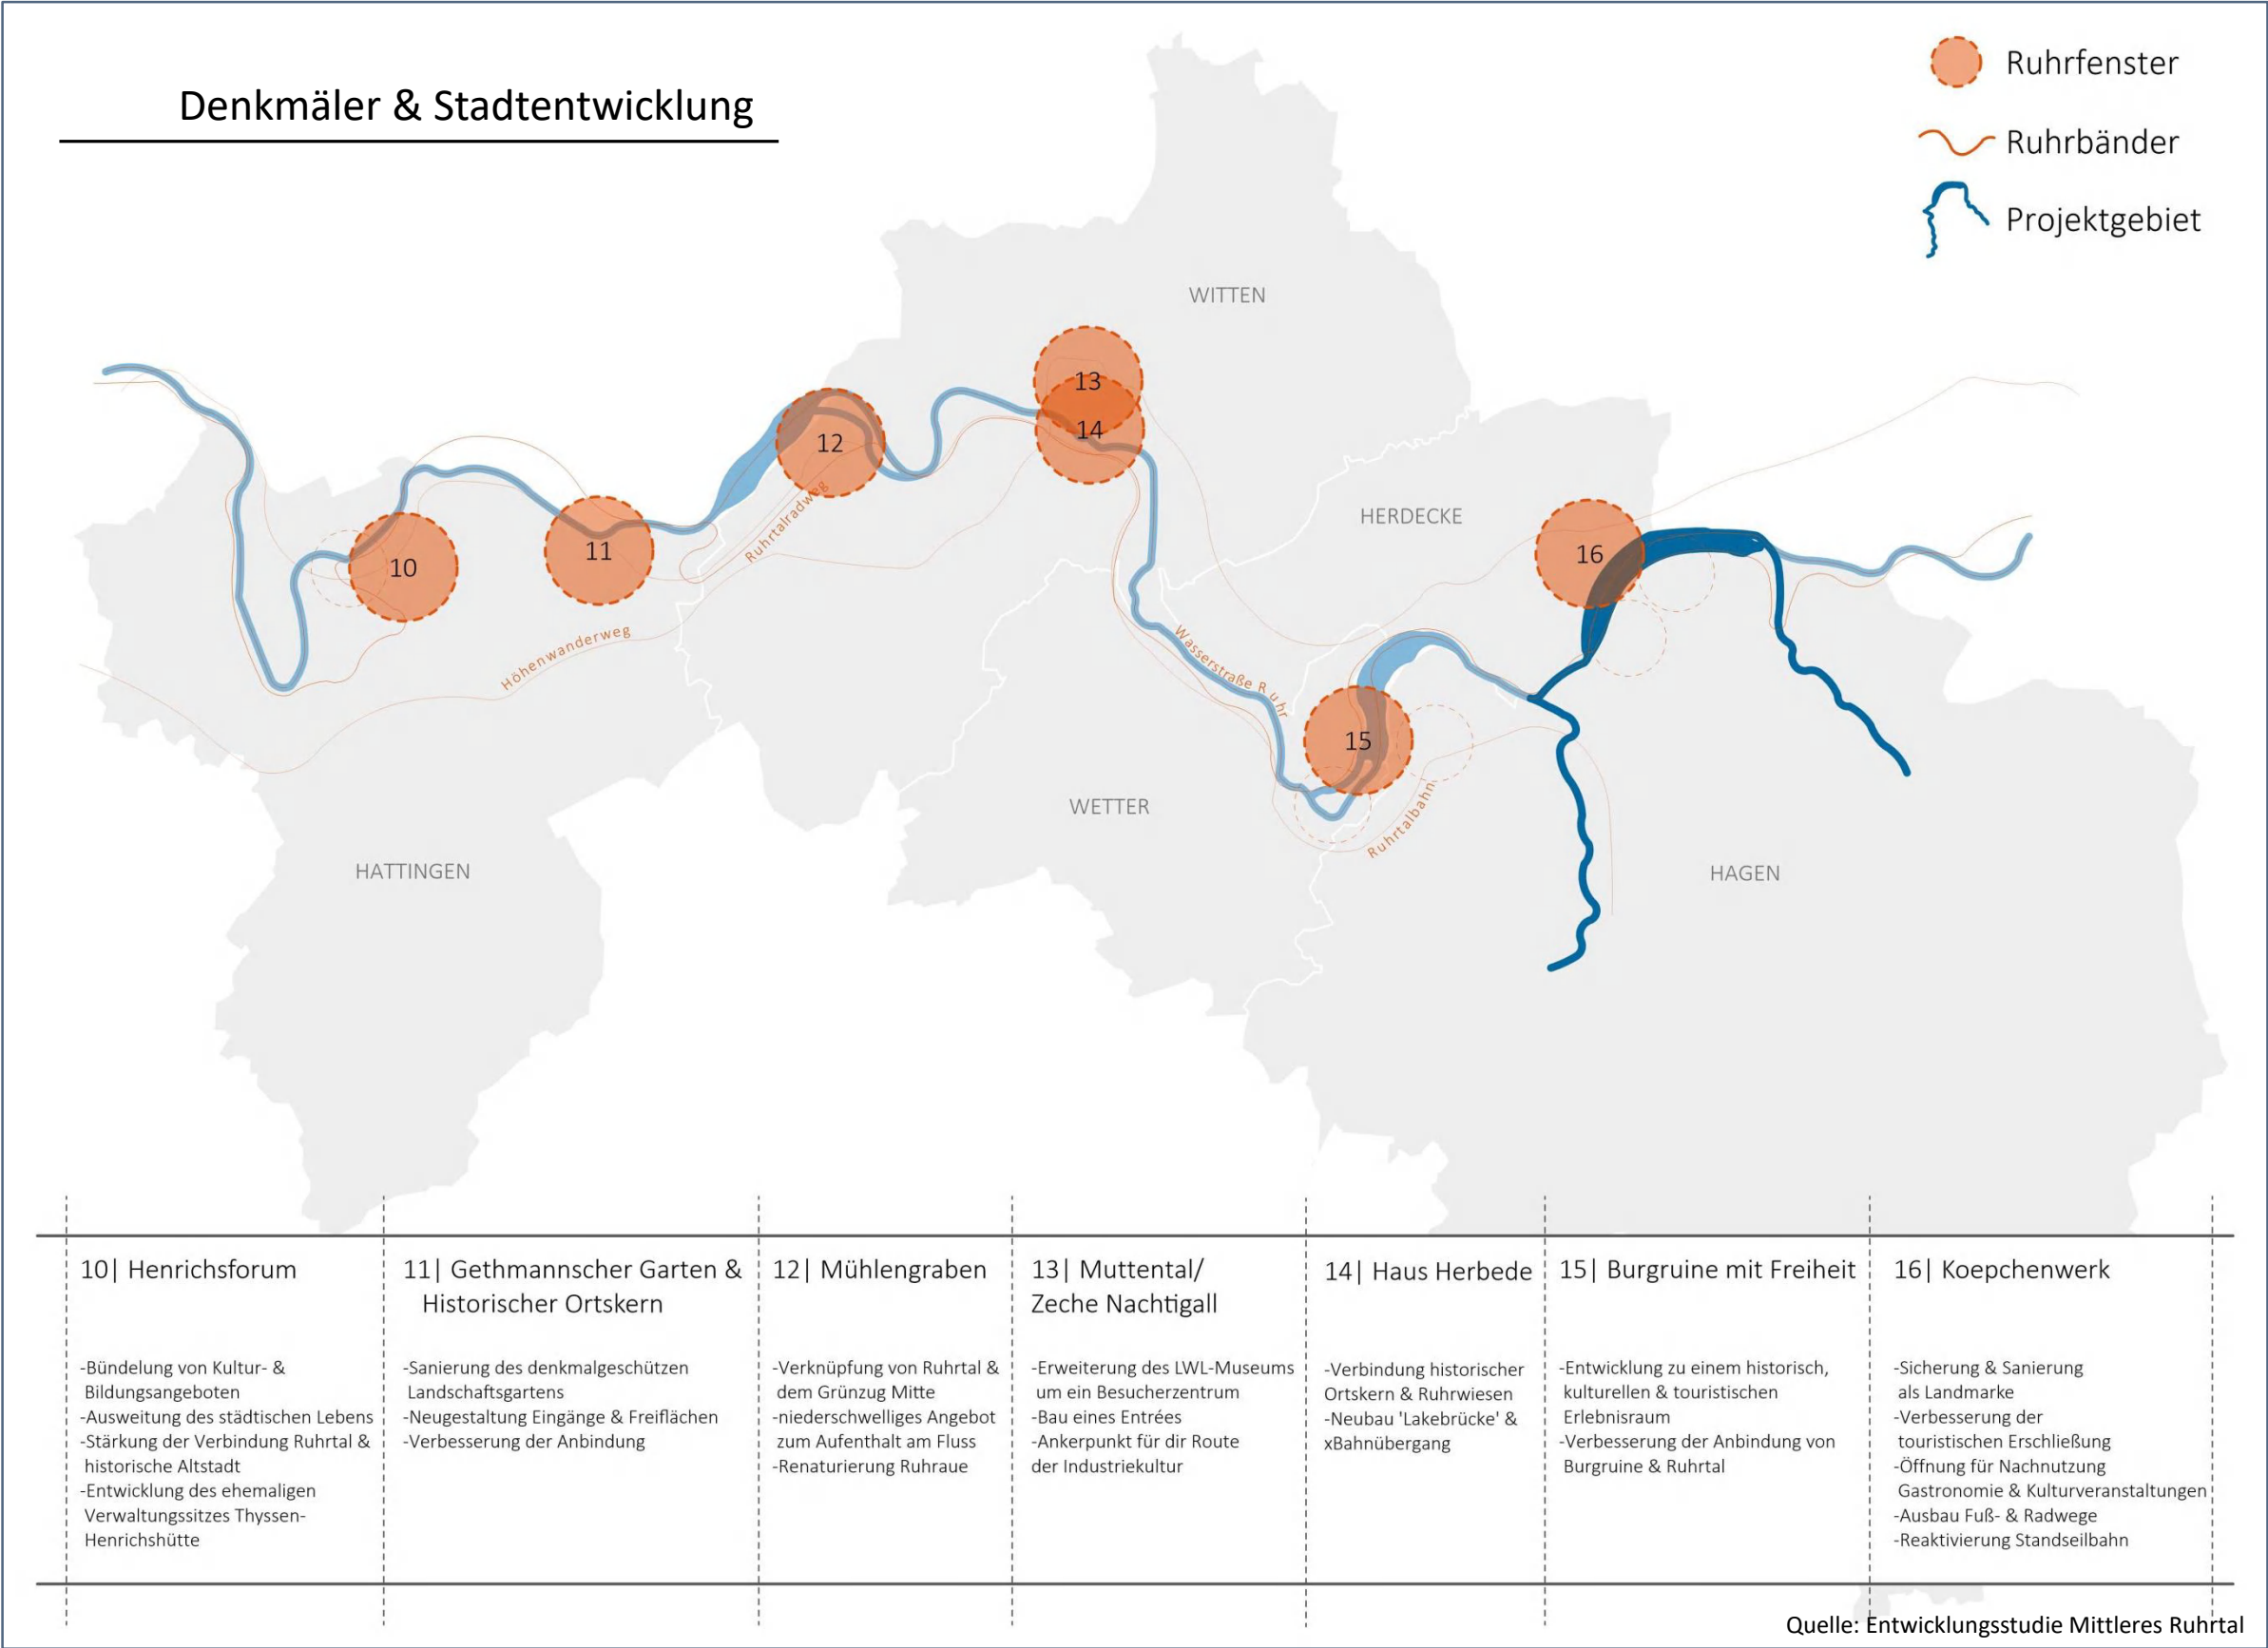 Denkmäler & Stadtentwicklung
Ruhrfenster
Ruhrbänder
Projektgebiet
WITTEN
13
14
12
Ruhrtalradweg
HERDECKE
16
11
10
Höhenwanderweg
Wasserstraße Ruhr
15
WETTER
Ruhrtalbahn
HATTINGEN
HAGEN
10| Henrichsforum
-Bündelung von Kultur- &
Bildungsangeboten
-Ausweitung des städtischen Lebens
-Stärkung der Verbindung Ruhrtal &
historische Altstadt
-Entwicklung des ehemaligen
Verwaltungssitzes Thyssen-
Henrichshütte
11| Gethmannscher Garten &
Historischer Ortskern
-Sanierung des denkmalgeschützen
Landschaftsgartens
-Neugestaltung Eingänge & Freiflächen
-Verbesserung der Anbindung
12| Mühlengraben
-Verknüpfung von Ruhrtal &
dem Grünzug Mitte
-niederschwelliges Angebot
zum Aufenthalt am Fluss
-Renaturierung Ruhraue
13| Muttental/
Zeche Nachtigall
-Erweiterung des LWL-Museums
um ein Besucherzentrum
-Bau eines Entrées
-Ankerpunkt für dir Route
der Industriekultur
14| Haus Herbede
-Verbindung historischer
Ortskern & Ruhrwiesen
-Neubau 'Lakebrücke' &
xBahnübergang
15| Burgruine mit Freiheit
-Entwicklung zu einem historisch,
kulturellen & touristischen
Erlebnisraum
-Verbesserung der Anbindung von
Burgruine & Ruhrtal
16| Koepchenwerk
-Sicherung & Sanierung
als Landmarke
-Verbesserung der
touristischen Erschließung
-Öffnung für Nachnutzung
Gastronomie & Kulturveranstaltungen
-Ausbau Fuß- & Radwege
-Reaktivierung Standseilbahn
Quelle: Entwicklungsstudie Mittleres Ruhrtal